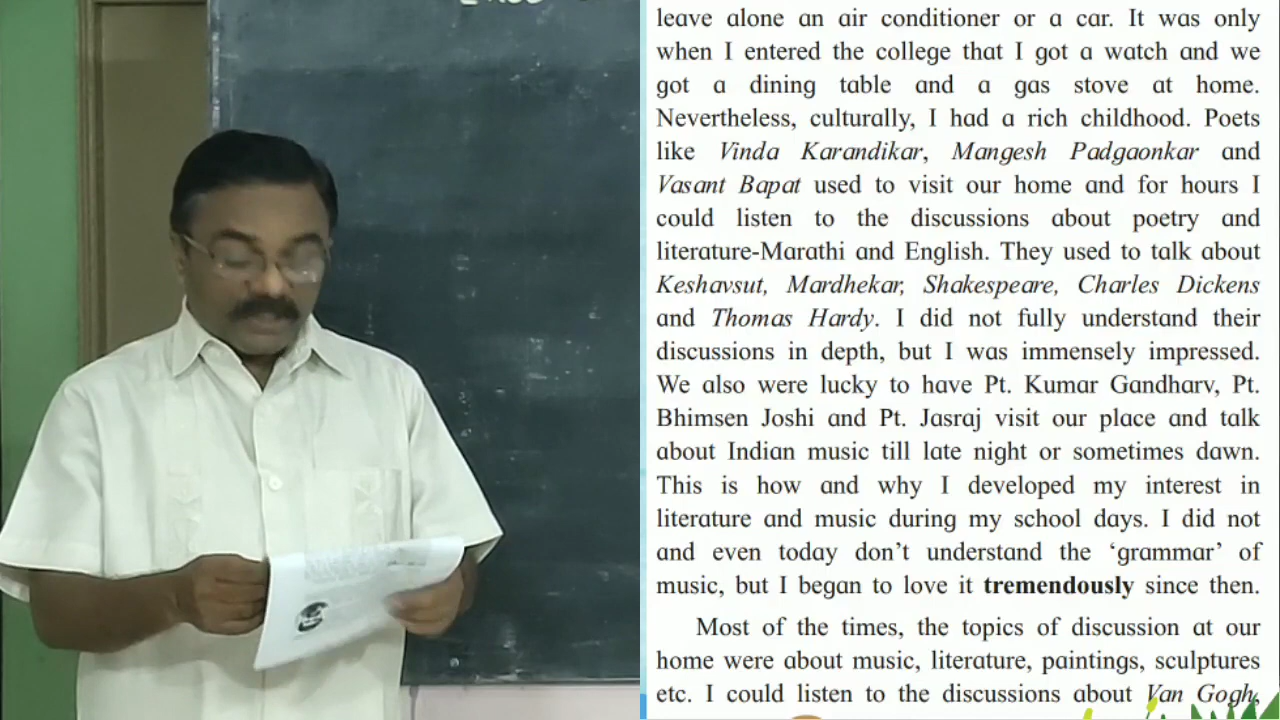 leave alone an air conditioner or a car. It was only
when I entered the college that I got a watch and we
got a dining table and a gas stove at home.
Nevertheless, culturally, I had a rich childhood. Poets
like Vinda Karandikar, Mangesh Padgaonkar and
Vasant Bapat used to visit our home and for hours I
could listen to the discussions about poetry and
literature-Marathi and English. They used to talk about
Keshavsut, Mardhekar, Shakespeare, Charles Dickens
and Thomas Hardy. I did not fully understand their
discussions in depth, but I was immensely impressed.
We also were lucky to have Pt. Kumar Gandharv, Pt.
Bhimsen Joshi and Pt. Jasraj visit our place and talk
about Indian music till late night or sometimes dawn.
This is how and why I developed my interest in
literature and music during my school days. I did not
and even today don’t understand the ‘grammar’ of
music, but I began to love it tremendously since then.
Most of the times, the topics of discussion at our
home were about music, literature, paintings, sculptures
etc. I could listen to the discussions about Van Gogh,